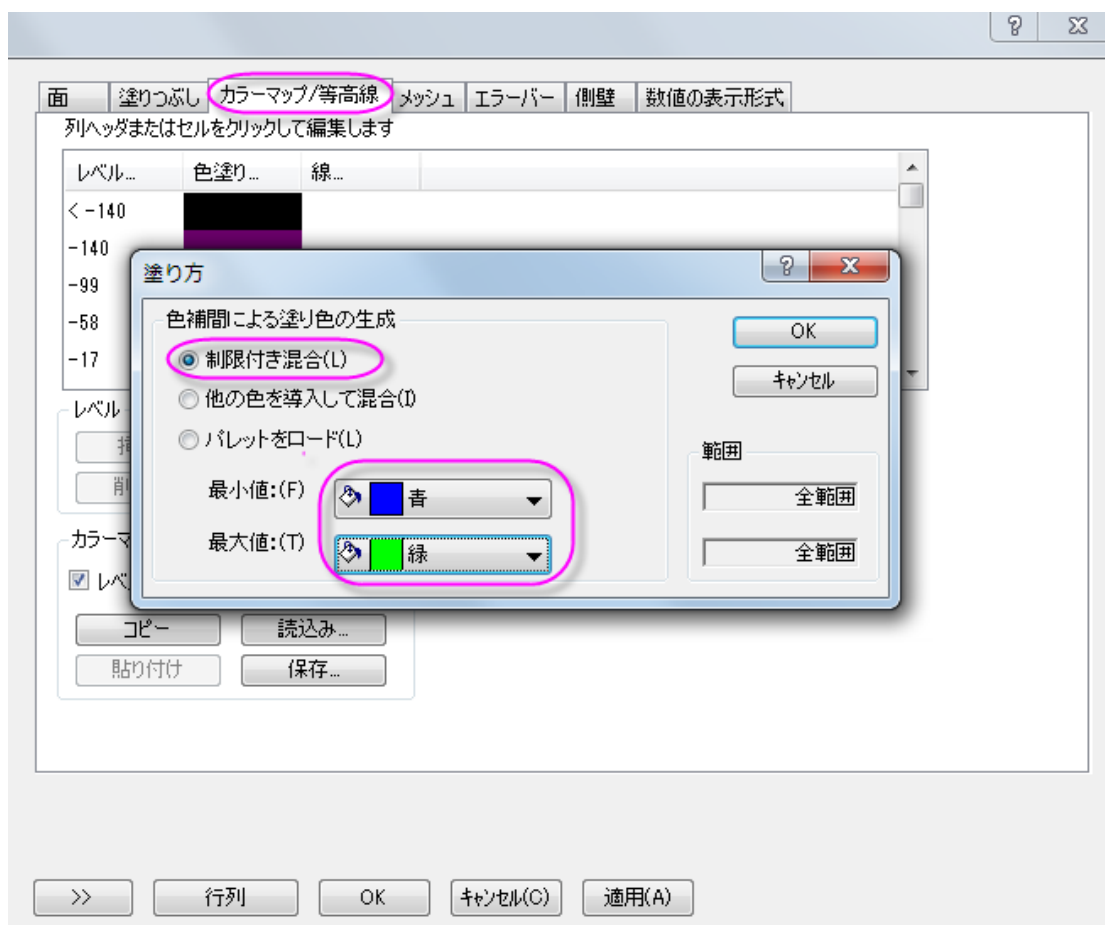 面 塗りつぶし カラーマップ/等高線 メッシュ エラーバー 側壁 数値の表示形式
列ヘッダまたはセルをクリックして編集します
レベル... 色塗り... 線...
< -140
-140
-99
-58
-17
塗り方
色補間による塗り色の生成
制限付き混合(L)
他の色を導入して混合(I)
パレットをロード(L)
最小値:(F) 青
最大値:(T) 緑
OK
キャンセル
範囲
全範囲
全範囲
レベル
削
カラーマ
レベ
コピー 読込み...
貼り付け 保存...
>> 行列 OK キャンセル(C) 適用(A)